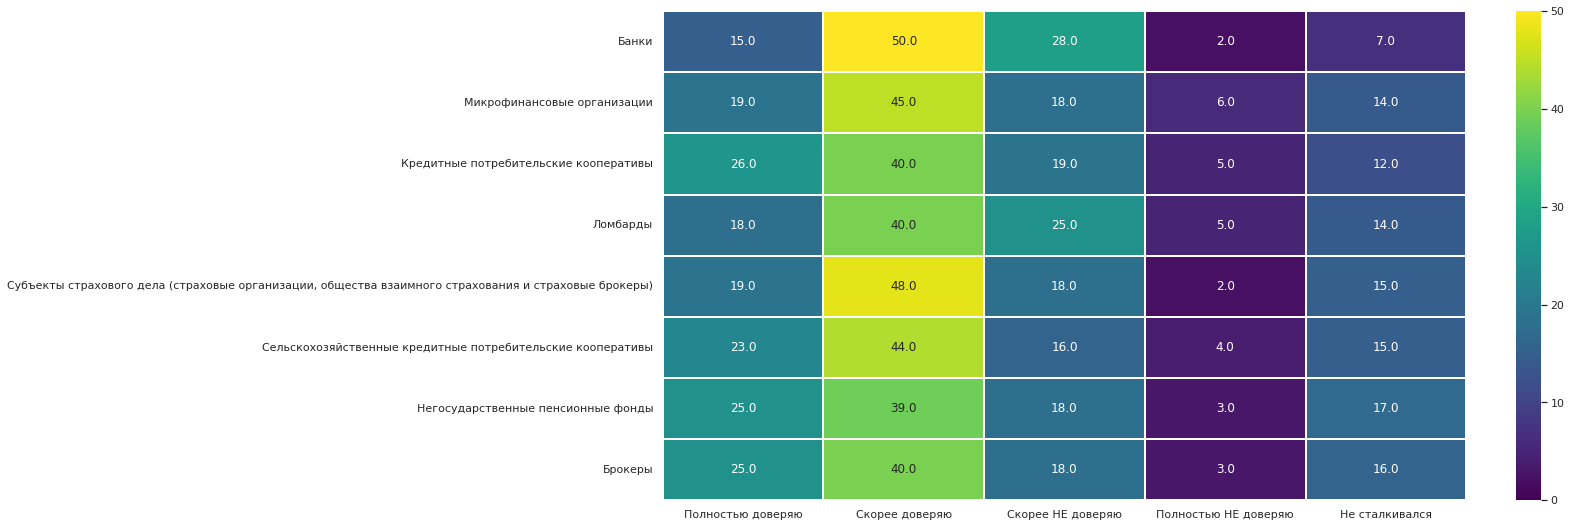 Банки 15.0 50.0 28.0 2.0 7.0
Микрофинансовые организации 19.0 45.0 18.0 6.0 14.0
Кредитные потребительские кооперативы 26.0 40.0 19.0 5.0 12.0
Ломбарды 18.0 40.0 25.0 5.0 14.0
Субъекты страхового дела (страховые организации, общества взаимного страхования и страховые брокеры) 19.0 48.0 18.0 2.0 15.0
Сельскохозяйственные кредитные потребительские кооперативы 23.0 44.0 16.0 4.0 15.0
Негосударственные пенсионные фонды 25.0 39.0 18.0 3.0 17.0
Брокеры 25.0 40.0 18.0 3.0 16.0
Полностью доверяю Скорее доверяю Скорее НЕ доверяю Полностью НЕ доверяю Не сталкивался
50
40
30
20
10
0